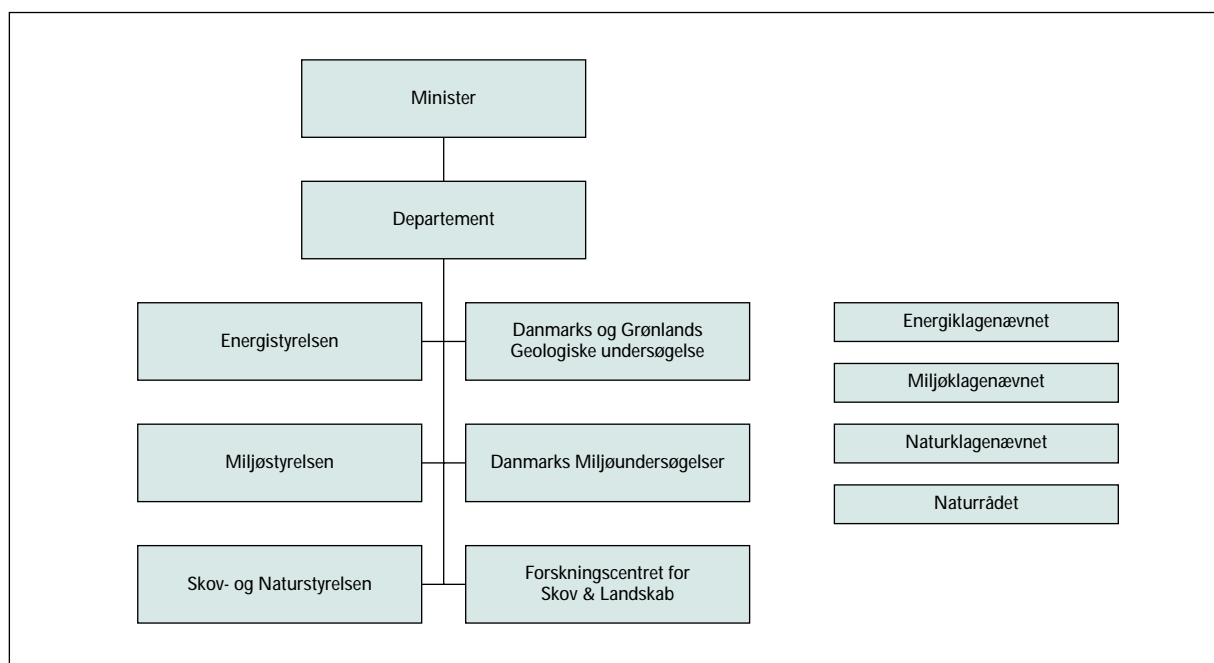 Minister
Departement
Energistyrelsen
Danmarks og Grønlands
Geologiske undersøgelse
Miljøstyrelsen
Danmarks Miljøundersøgelser
Skov- og Naturstyrelsen
Forskningscentret for
Skov & Landskab
Energiklagenævnet
Miljøklagenævnet
Naturklagenævnet
Naturrådet